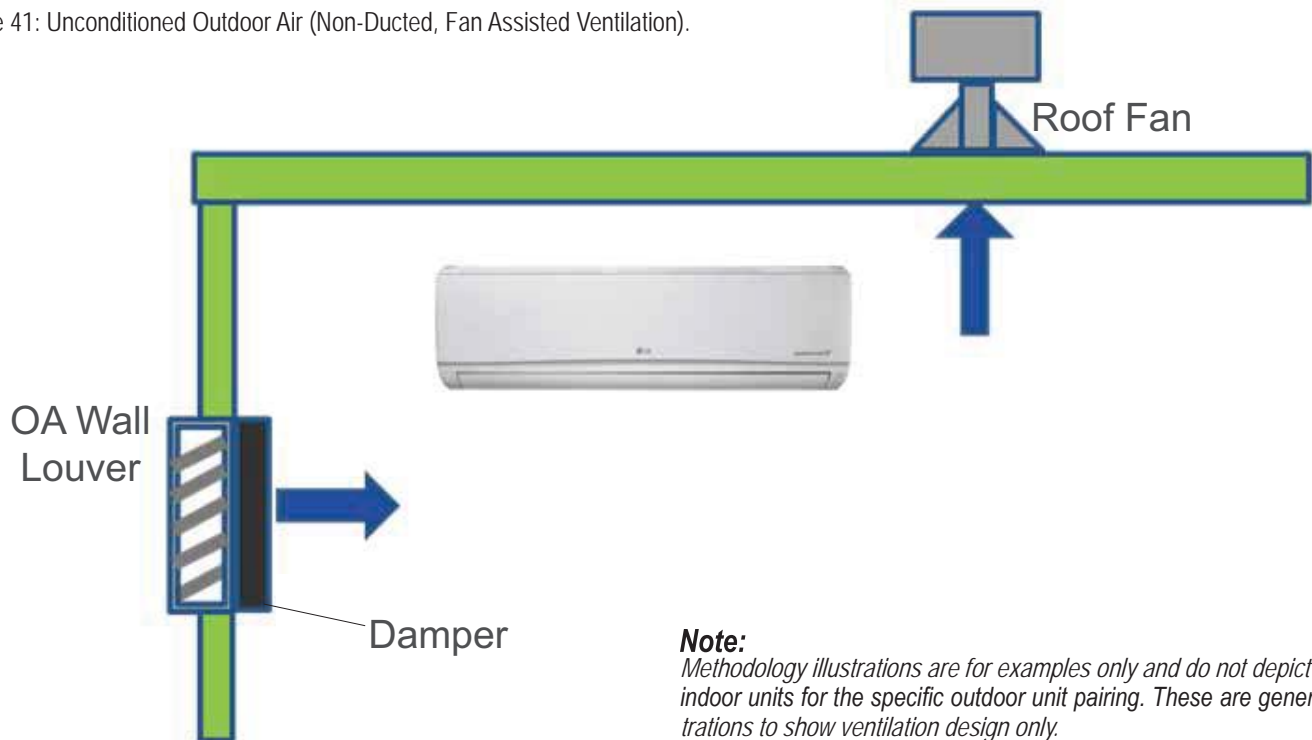 41: Unconditioned Outdoor Air (Non-Ducted, Fan Assisted Ventilation).
Roof Fan
LG
OA Wall
Louver
Damper
Note:
Methodology illustrations are for examples only and do not depict
indoor units for the specific outdoor unit pairing. These are
to show ventilation design only.